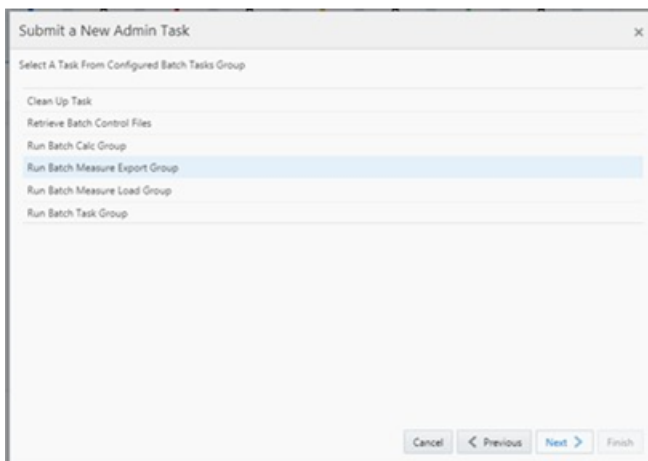 Submit a New Admin Task
Select A Task From Configured Batch Tasks Group
Clean Up Task
Retrieve Batch Control Files
Run Batch Calc Group
Run Batch Measure Export Group
Run Batch Measure Load Group
Run Batch Task Group
Cancel Previous Next Finish